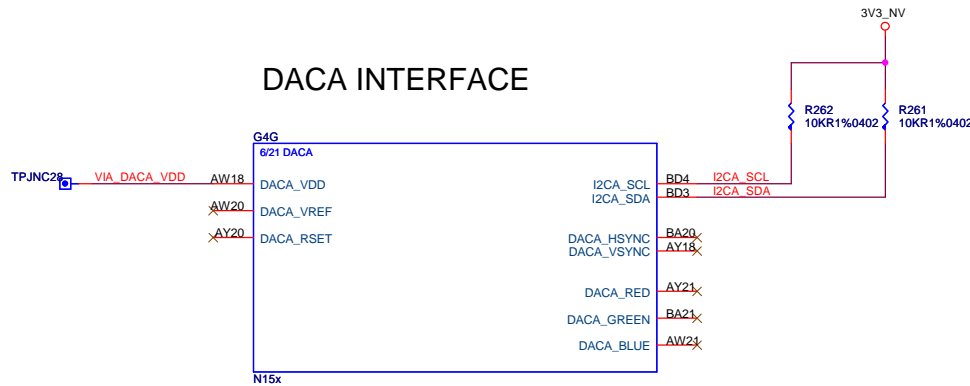 3V3_NV
DACA INTERFACE
R262
10KR1%0402
R261
10KR1%0402
G4G
6/21 DACA
TPJNC28
VIA_DACA_VDD
AW18
DACA_VDD
AW20
DACA_VREF
AY20
DACA_RSET
I2CA_SCL
BD4
I2CA_SCL
I2CA_SDA
BD3
I2CA_SDA
DACA_HSYNC
BA20
DACA_VSYNC
AY18
DACA_RED
AY21
DACA_GREEN
BA21
DACA_BLUE
AW21
N15x